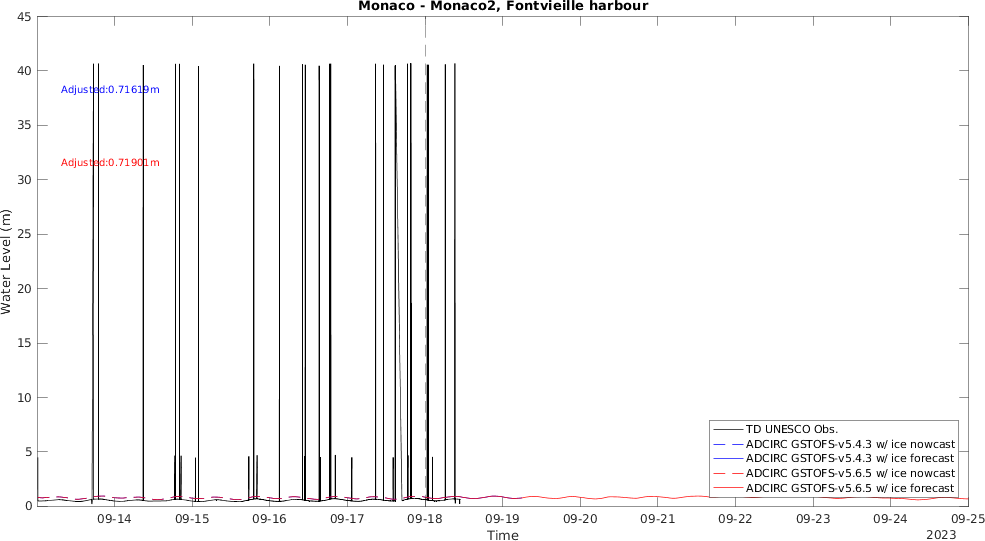 Monaco - Monaco2, Fontvieille harbour
45
40
35
30
25
20
15
10
5
0
Water Level (m)
Adjusted:0.71619m
Adjusted:0.71901m
TD UNESCO Obs.
ADCIRC GSTOFS-v5.4.3 w/ ice nowcast
ADCIRC GSTOFS-v5.4.3 w/ ice forecast
ADCIRC GSTOFS-v5.6.5 w/ ice nowcast
ADCIRC GSTOFS-v5.6.5 w/ ice forecast
09-14 09-15 09-16 09-17 09-18 09-19 09-20 09-21 09-22 09-23 09-24 09-25
Time
2023